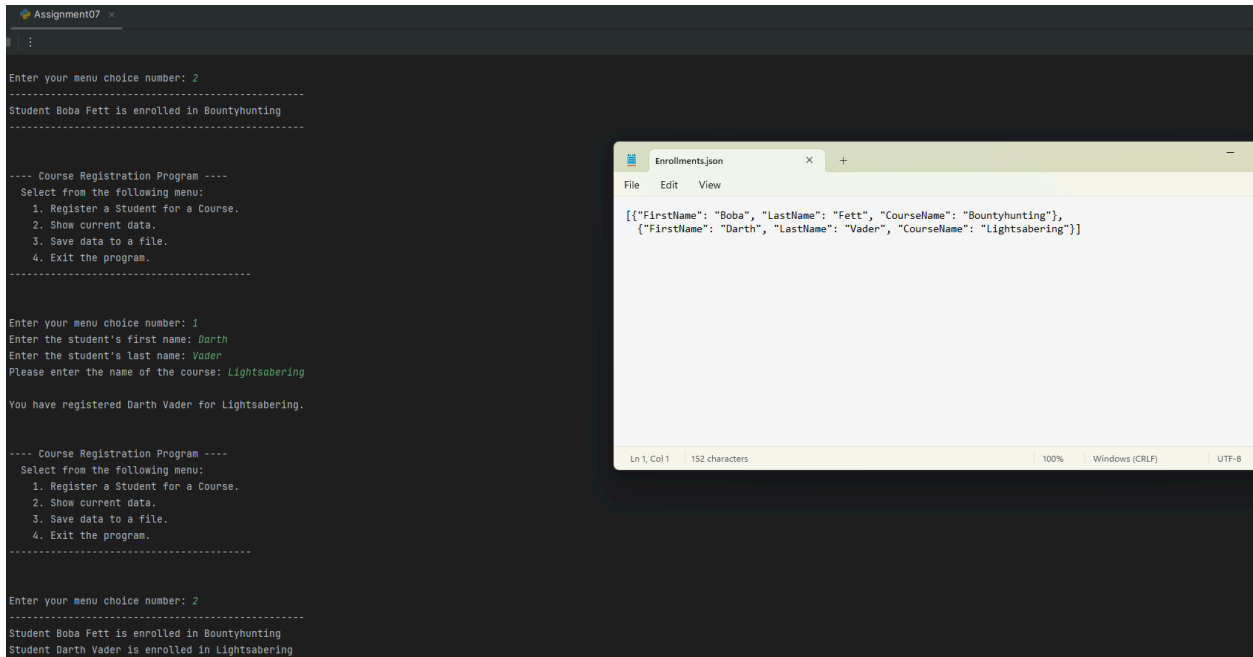 Assignment07
Enter your menu choice number: 2
--------------------------------------------------
Student Boba Fett is enrolled in Bountyhunting
--------------------------------------------------
---- Course Registration Program ----
Select from the following menu:
1. Register a Student for a Course.
2. Show current data.
3. Save data to a file.
4. Exit the program.
-----------------------------------------
Enter your menu choice number: 1
Enter the student's first name: Darth
Enter the student's last name: Vader
Please enter the name of the course: Lightsabering
You have registered Darth Vader for Lightsabering.
---- Course Registration Program ----
Select from the following menu:
1. Register a Student for a Course.
2. Show current data.
3. Save data to a file.
4. Exit the program.
-----------------------------------------
Enter your menu choice number: 2
--------------------------------------------------
Student Boba Fett is enrolled in Bountyhunting
Student Darth Vader is enrolled in Lightsabering
Enrollments.json
File Edit View
[{"FirstName": "Boba", "LastName": "Fett", "CourseName": "Bountyhunting"},
{"FirstName": "Darth", "LastName": "Vader", "CourseName": "Lightsabering"}]
Ln 1, Col 1 152 characters 100% Windows (CRLF) UTF-8